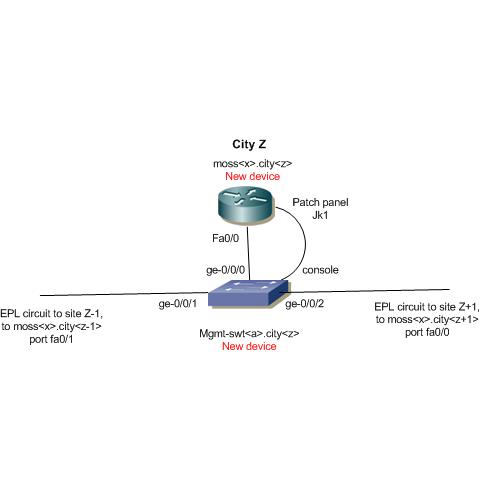 City Z
moss<x>.city<z>
New device
Patch panel
Jk1
Fa0/0
ge-0/0/0
console
ge-0/0/1
ge-0/0/2
EPL circuit to site Z-1,
to moss<x>.city<z-1>
port fa0/1
EPL circuit to site Z+1,
to moss<x>.city<z+1>
port fa0/0
Mgmt-swt<a>.city<z>
New device